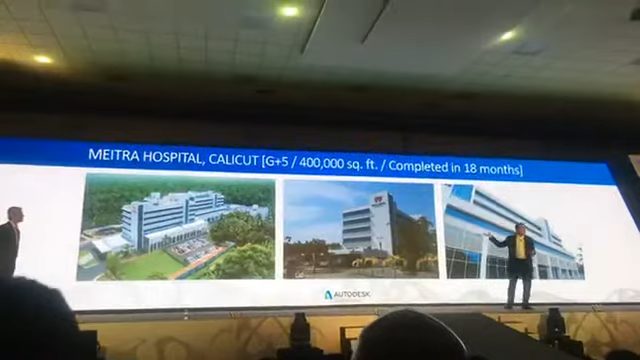 MEITRA HOSPITAL, CALICUT [G+5 / 400,000 sq. ft. / Completed in 18 months]
AUTODESK